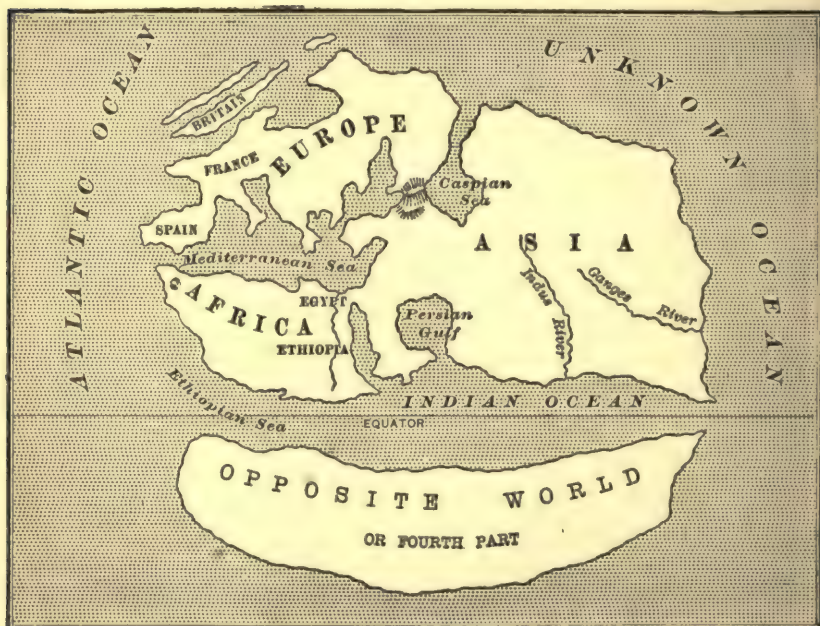 ATLANTIC OCEAN
UNKNOWN OCEAN
BRITAIN
EUROPE
FRANCE
Caspian
Sea
SPAIN
ASIA
Mediterranean Sea
Indus River
Ganges River
AFRICA
EGYPT
Persian
Gulf
ETHIOPIA
Ethiopian Sea
INDIAN OCEAN
EQUATOR
OPPOSITE WORLD
OR FOURTH PART